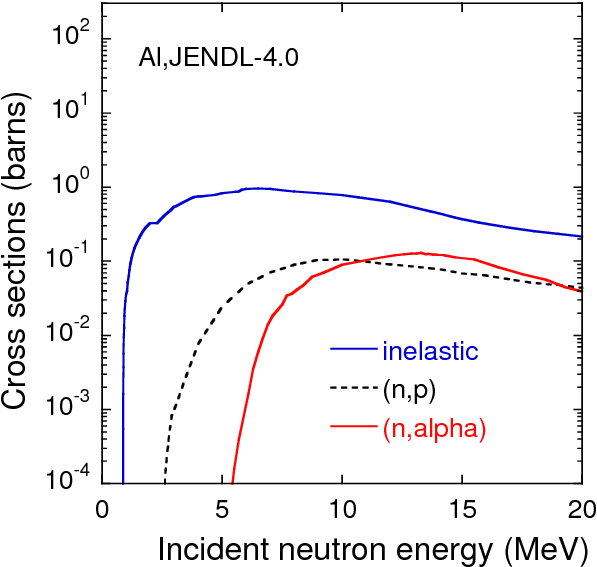 Al,JENDL-4.0
Cross sections (barns)
10^2
10^1
10^0
10^-1
10^-2
10^-3
10^-4
inelastic
(n,p)
(n,alpha)
0 5 10 15 20
Incident neutron energy (MeV)